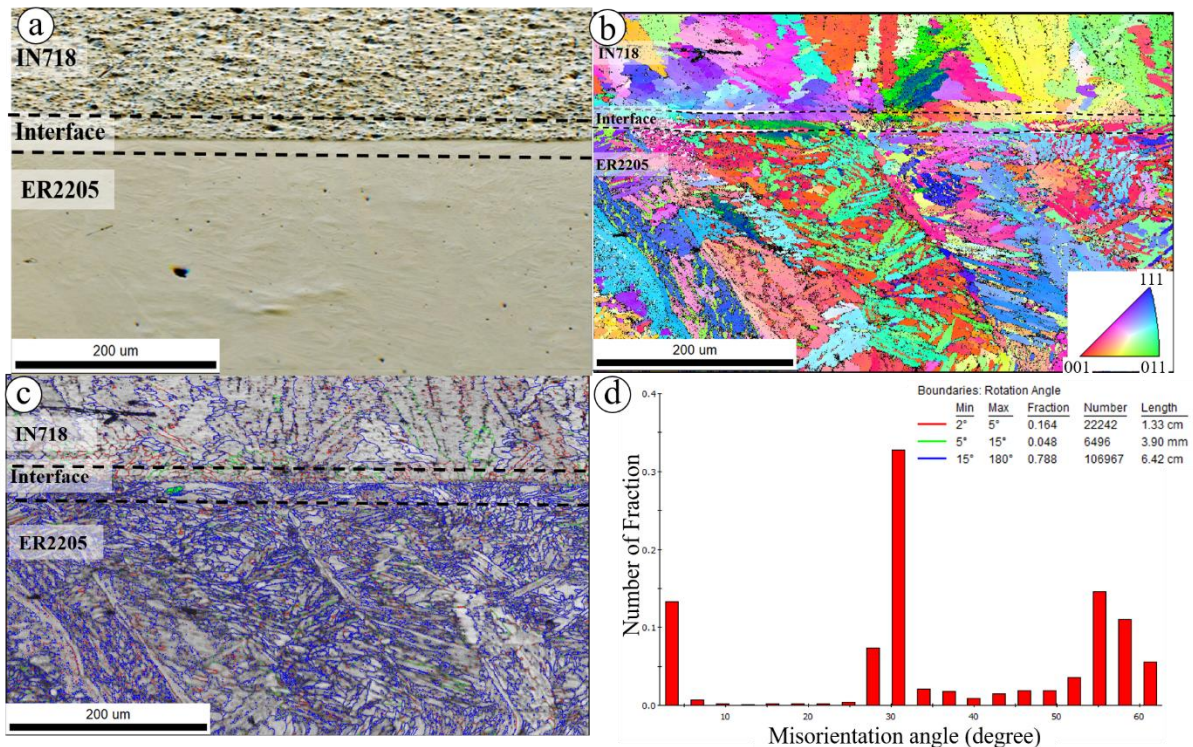 a
IN718
Interface
ER2205
200 um
b
IN718
Interface
ER2205
200 um
111
001 011
c
IN718
Interface
ER2205
200 um
d
Boundaries: Rotation Angle
Min Max Fraction Number Length
2° 5° 0.164 22242 1.33 cm
5° 15° 0.048 6496 3.90 mm
15° 180° 0.788 106967 6.42 cm
0.4
0.3
0.2
0.1
0.0
Number of Fraction
10 20 30 40 50 60
Misorientation angle (degree)